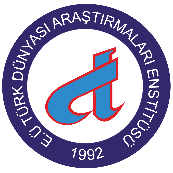 E.Ü TÜRK DÜNYASI ARAŞTIRMALARI ENSTİTÜSÜ
1992